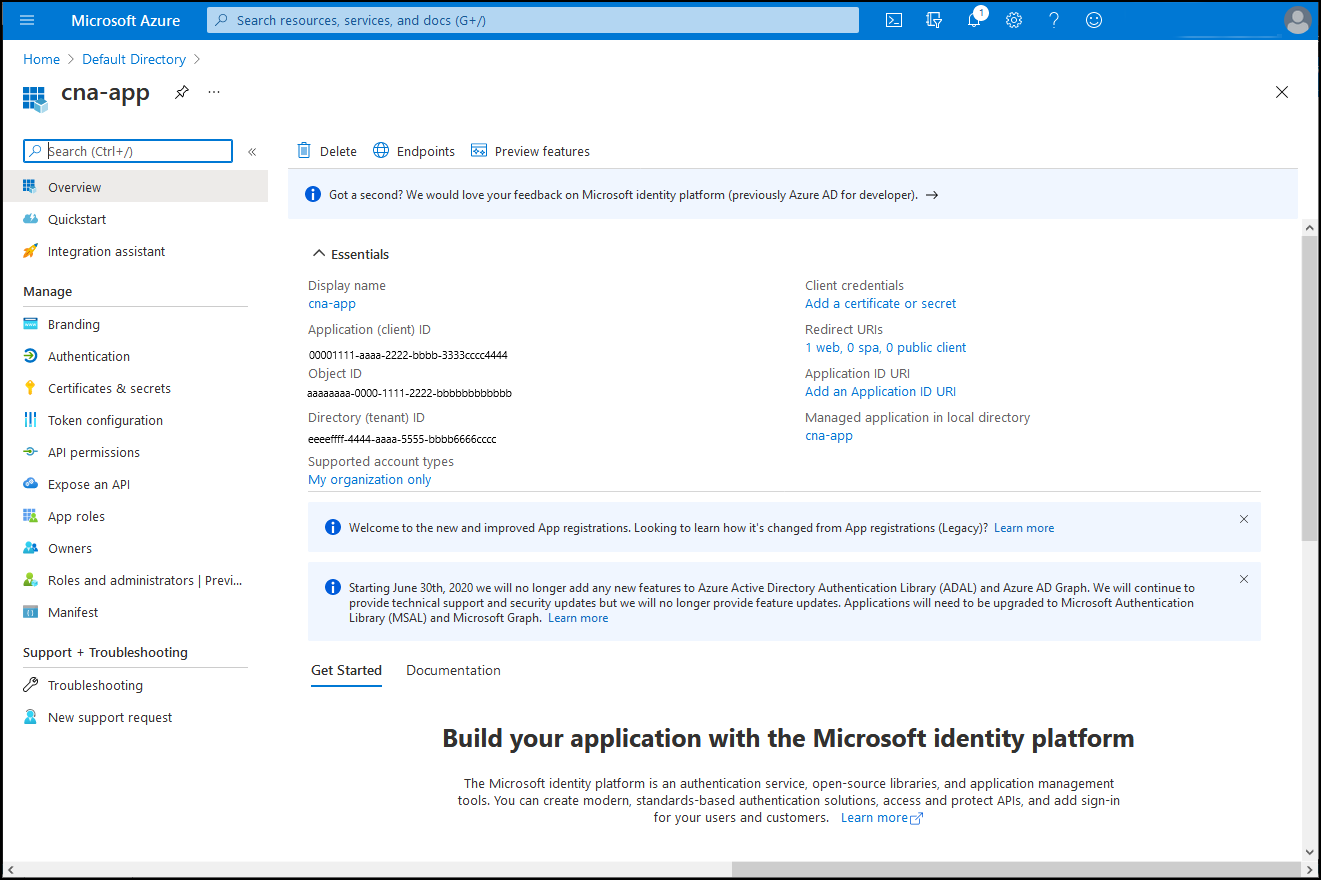 Microsoft Azure
Search resources, services, and docs (G+/)
1
Home > Default Directory >
cna-app
Search (Ctrl+/)
Overview
Quickstart
Integration assistant
Manage
Branding
Authentication
Certificates & secrets
Token configuration
API permissions
Expose an API
App roles
Owners
Roles and administrators | Previ...
Manifest
Support + Troubleshooting
Troubleshooting
New support request
Delete
Endpoints
Preview features
Got a second? We would love your feedback on Microsoft identity platform (previously Azure AD for developer). →
Essentials
Display name
cna-app
Application (client) ID
00001111-aaaa-2222-bbbb-3333cccc4444
Object ID
aaaaaaaa-0000-1111-2222-bbbbbbbbbbbb
Directory (tenant) ID
eeeeffff-4444-aaaa-5555-bbbb6666cccc
Supported account types
My organization only
Client credentials
Add a certificate or secret
Redirect URIs
1 web, 0 spa, 0 public client
Application ID URI
Add an Application ID URI
Managed application in local directory
cna-app
Welcome to the new and improved App registrations. Looking to learn how it's changed from App registrations (Legacy)? Learn more
Starting June 30th, 2020 we will no longer add any new features to Azure Active Directory Authentication Library (ADAL) and Azure AD Graph. We will continue to
provide technical support and security updates but we will no longer provide feature updates. Applications will need to be upgraded to Microsoft Authentication
Library (MSAL) and Microsoft Graph. Learn more
Get Started
Documentation
Build your application with the Microsoft identity platform
The Microsoft identity platform is an authentication service, open-source libraries, and application management
tools. You can create modern, standards-based authentication solutions, access and protect APIs, and add sign-in
for your users and customers. Learn more